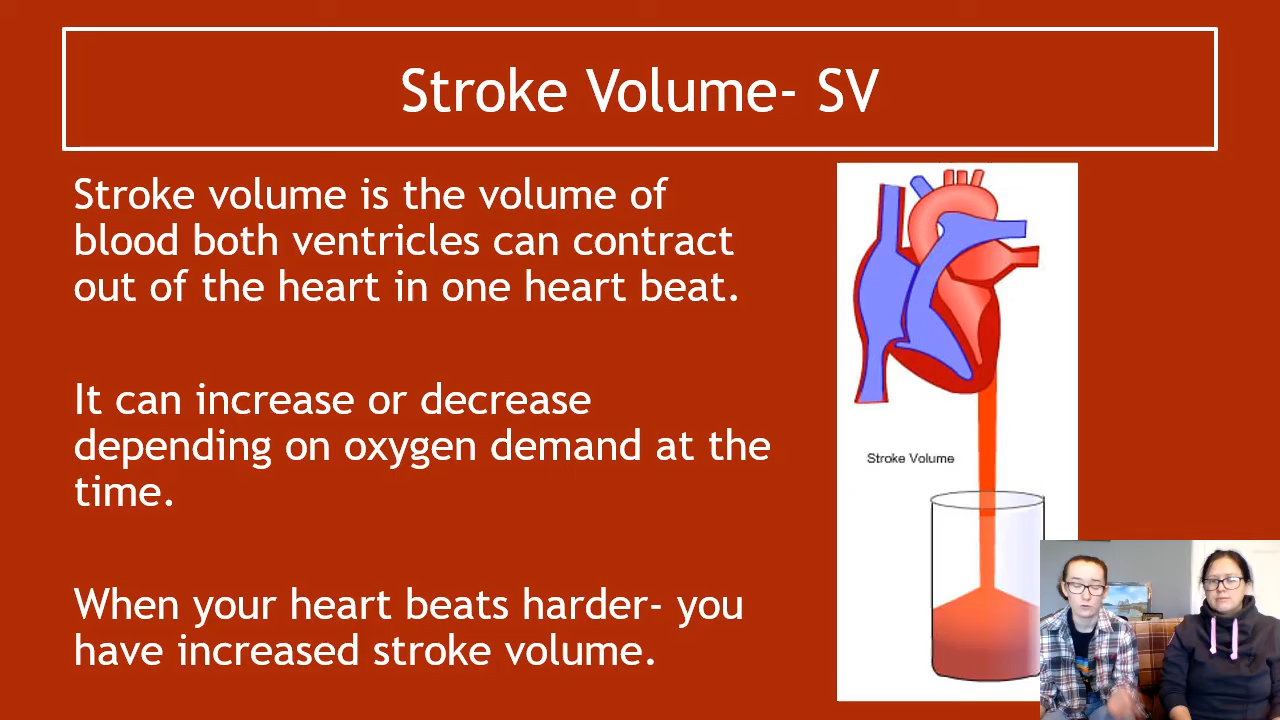 Stroke Volume- SV
Stroke volume is the volume of
blood both ventricles can contract
out of the heart in one heart beat.
It can increase or decrease
depending on oxygen demand at the
time.
When your heart beats harder- you
have increased stroke volume.
Stroke Volume